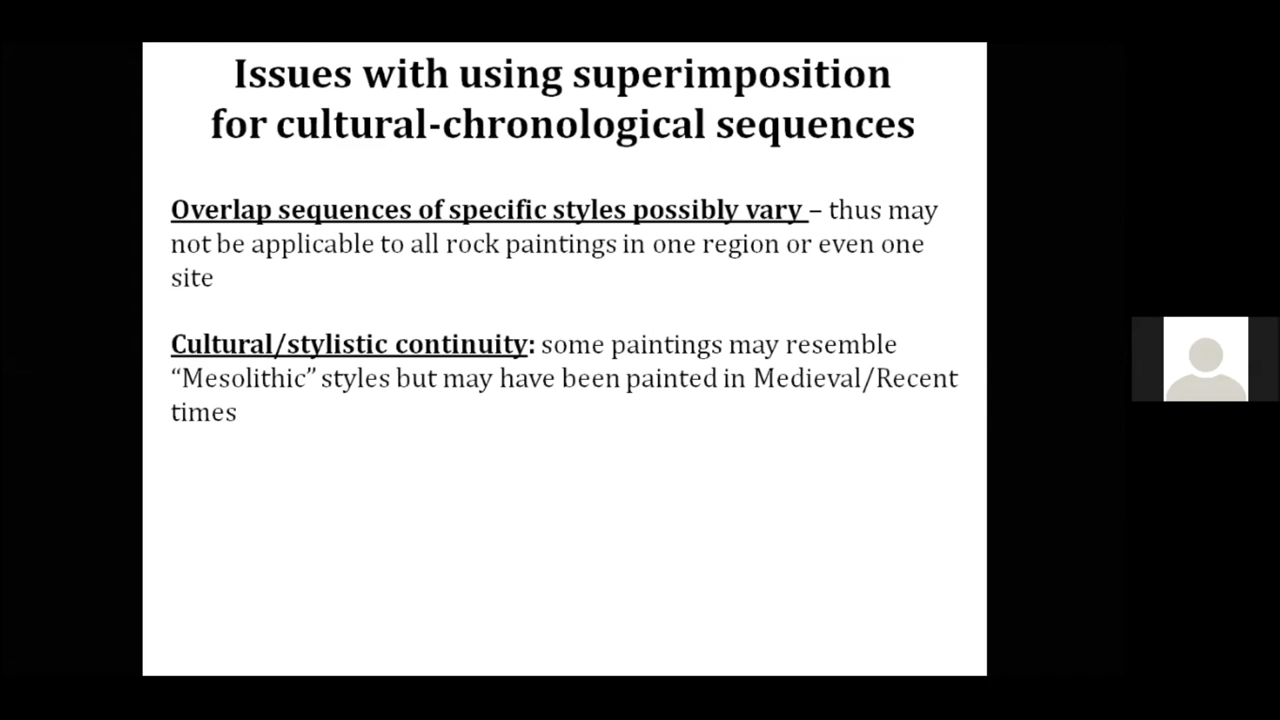 Issues with using superimposition
for cultural-chronological sequences
Overlap sequences of specific styles possibly vary – thus may
not be applicable to all rock paintings in one region or even one
site
Cultural/stylistic continuity: some paintings may resemble
“Mesolithic” styles but may have been painted in Medieval/Recent
times